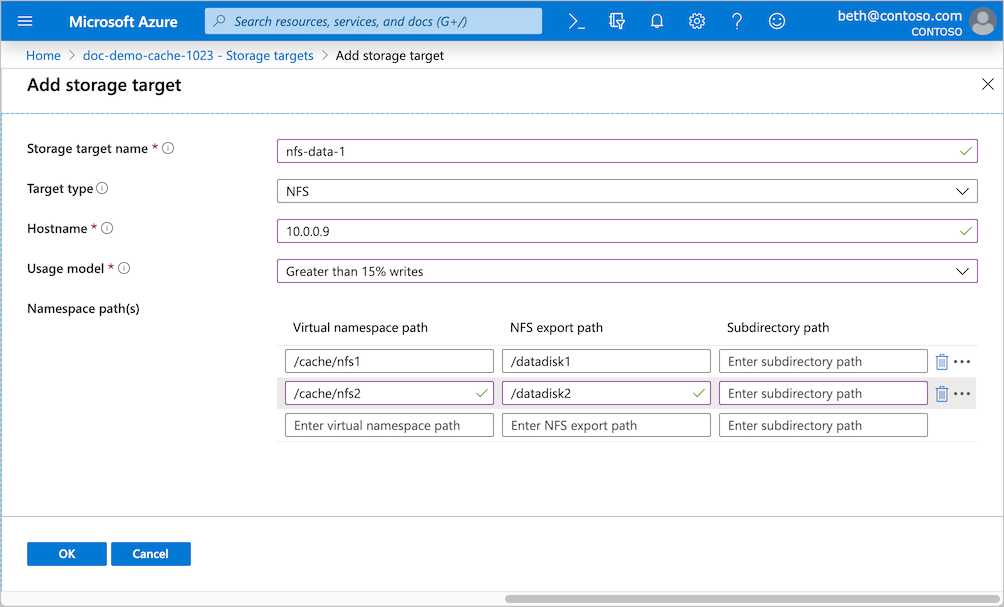 Microsoft Azure
Search resources, services, and docs (G+/)
beth@contoso.com
CONTOSO
Home > doc-demo-cache-1023 - Storage targets > Add storage target
Add storage target
Storage target name *
nfs-data-1
Target type
NFS
Hostname *
10.0.0.9
Usage model *
Greater than 15% writes
Namespace path(s)
Virtual namespace path NFS export path Subdirectory path
/cache/nfs1 /datadisk1 Enter subdirectory path
/cache/nfs2 /datadisk2 Enter subdirectory path
Enter virtual namespace path Enter NFS export path Enter subdirectory path
OK Cancel